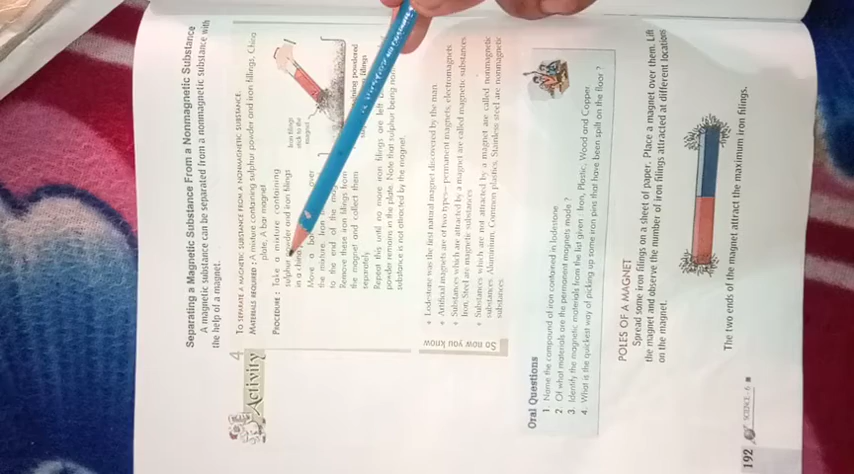 Separating a Magnetic Substance From a Nonmagnetic Substance
A magnetic substance can be separated from a nonmagnetic substance with
the help of a magnet.
Activity 4
TO SEPARATE A MAGNETIC SUBSTANCE FROM A NONMAGNETIC SUBSTANCE.
MATERIALS REQUIRED : A mixture containing sulphur powder and iron fillings, China
plate, A bar magnet
PROCEDURE : Take a mixture containing
sulphur powder and iron filings
in a china
Move a ba over
the mixture. Iron
to the end of the
Remove these iron filings from
the magnet and collect them
separately
Iron filings
stick to the
magnet
powdered
filings
Repeat this until no more iron filings are left
powder remains in the plate. Note that sulphur being
substance is not attracted by the magnet.
So now you know
• Lodestone was the first natural magnet discovered by the man
• Artificial magnets are of two types– permanent magnets, electromagnets.
• Substances which are attracted by a magnet are called magnetic substances
Iron, Steel are magnetic substances
• Substances which are not attracted by a magnet are called nonmagnetic
substances. Aluminium, Common plastics, Stainless steel are nonmagnetic
substances
Oral Questions
1. Name the compound of iron contained in lodestone
2. Of what materials are the permanent magnets made ?
3. Identify the magnetic materials from the list given : Iron, Plastic, Wood and Copper.
4. What is the quickest way of picking up some iron pins that have been spilt on the floor ?
POLES OF A MAGNET
Spread some iron filings on a sheet of paper. Place a magnet over them. Lift
the magnet and observe the number of iron filings attracted at different locations
on the magnet.
The two ends of the magnet attract the maximum iron filings.
192 SCIENCE - 6